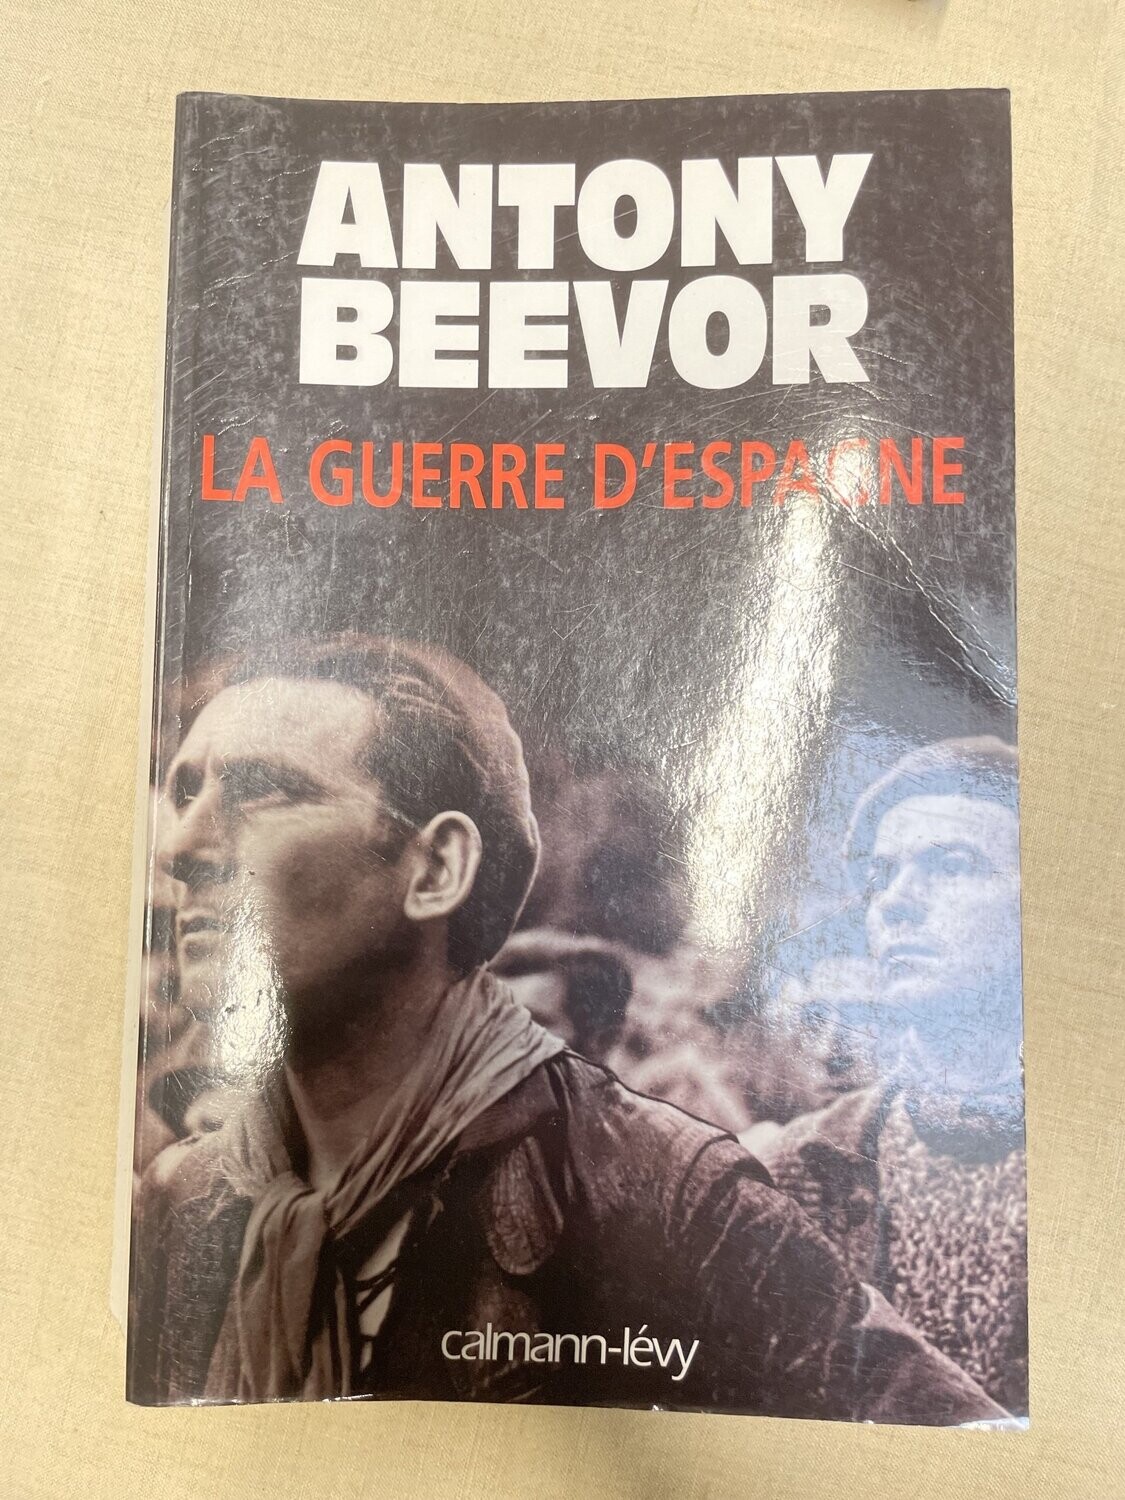 ANTONY
BEEVOR
LA GUERRE D'ESPAGNE
calmann-lévy